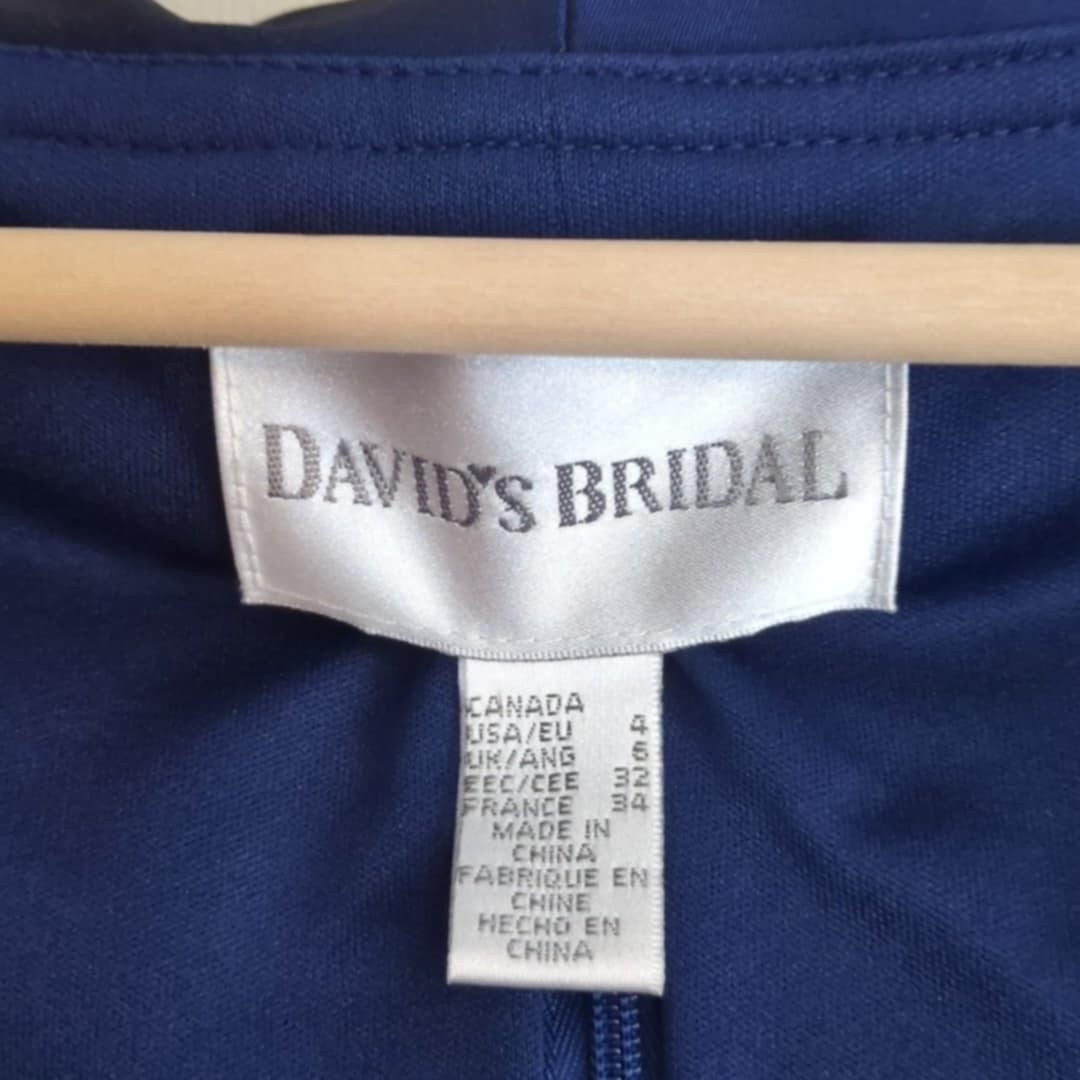 DAVID'S BRIDAL
CANADA
USA/EU 4
UK/ANG 6
EEC/CEE 32
FRANCE 34
MADE IN
CHINA
FABRIQUE EN
CHINE
HECHO EN
CHINA